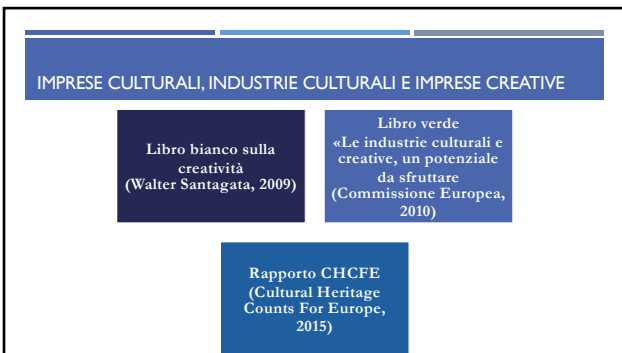 IMPRESE CULTURALI, INDUSTRIE CULTURALI E IMPRESE CREATIVE
Libro bianco sulla
creatività
(Walter Santagata, 2009)
Libro verde
«Le industrie culturali e
creative, un potenziale
da sfruttare
(Commissione Europea,
2010)
Rapporto CHCFE
(Cultural Heritage
Counts For Europe,
2015)